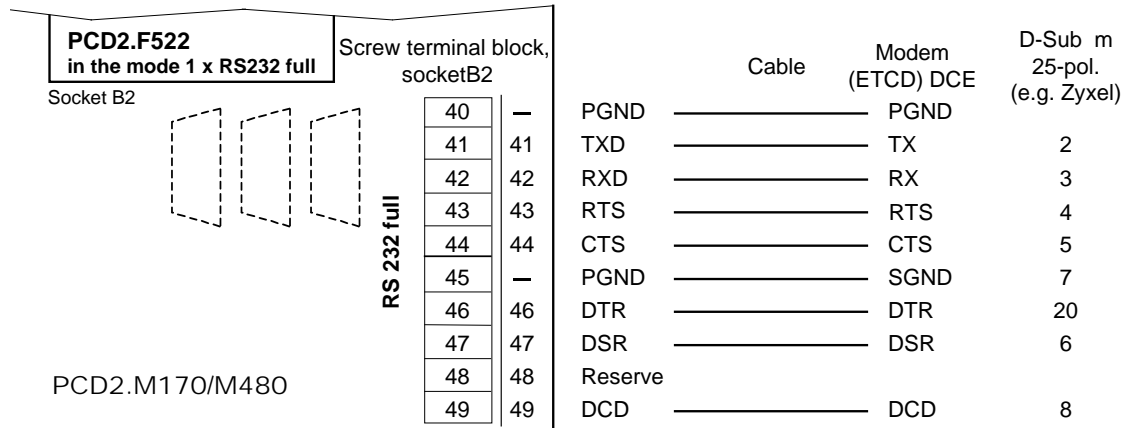 PCD2.F522
in the mode 1 x RS232 full
Socket B2
Screw terminal block,
socketB2
Cable
Modem
(ETCD) DCE
D-Sub m
25-pol.
(e.g. Zyxel)
40 – PGND PGND
41 41 TXD TX 2
42 42 RXD RX 3
43 43 RTS RTS 4
44 44 CTS CTS 5
45 – PGND SGND 7
46 46 DTR DTR 20
47 47 DSR DSR 6
48 48 Reserve
49 49 DCD DCD 8
RS 232 full
PCD2.M170/M480